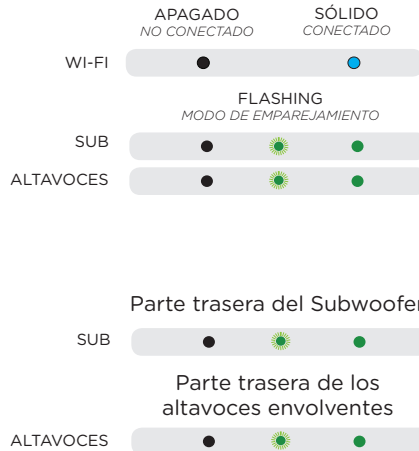 APAGADO SÓLIDO
NO CONECTADO CONECTADO
WI-FI
FLASHING
MODO DE EMPAREJAMIENTO
SUB
ALTAVOCES
Parte trasera del Subwoofer
SUB
Parte trasera de los
altavoces envolventes
ALTAVOCES